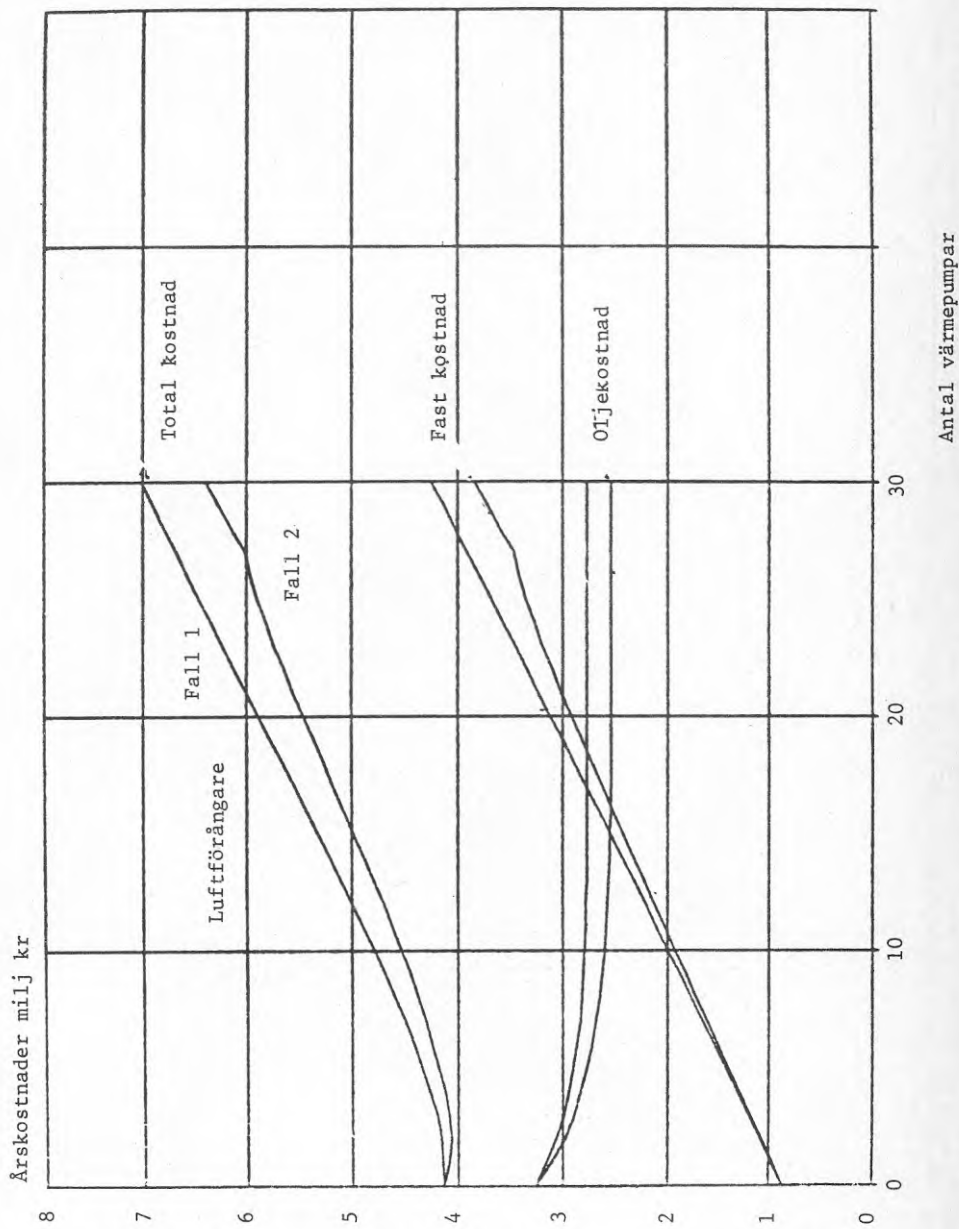 Årskostnader milj kr
8
7
6
5
4
3
2
1
0
Total kostnad
Fall 1
Fall 2
Luftförångare
Fast kostnad
Oljekostnad
0
10
20
30
Antal värmepumpar